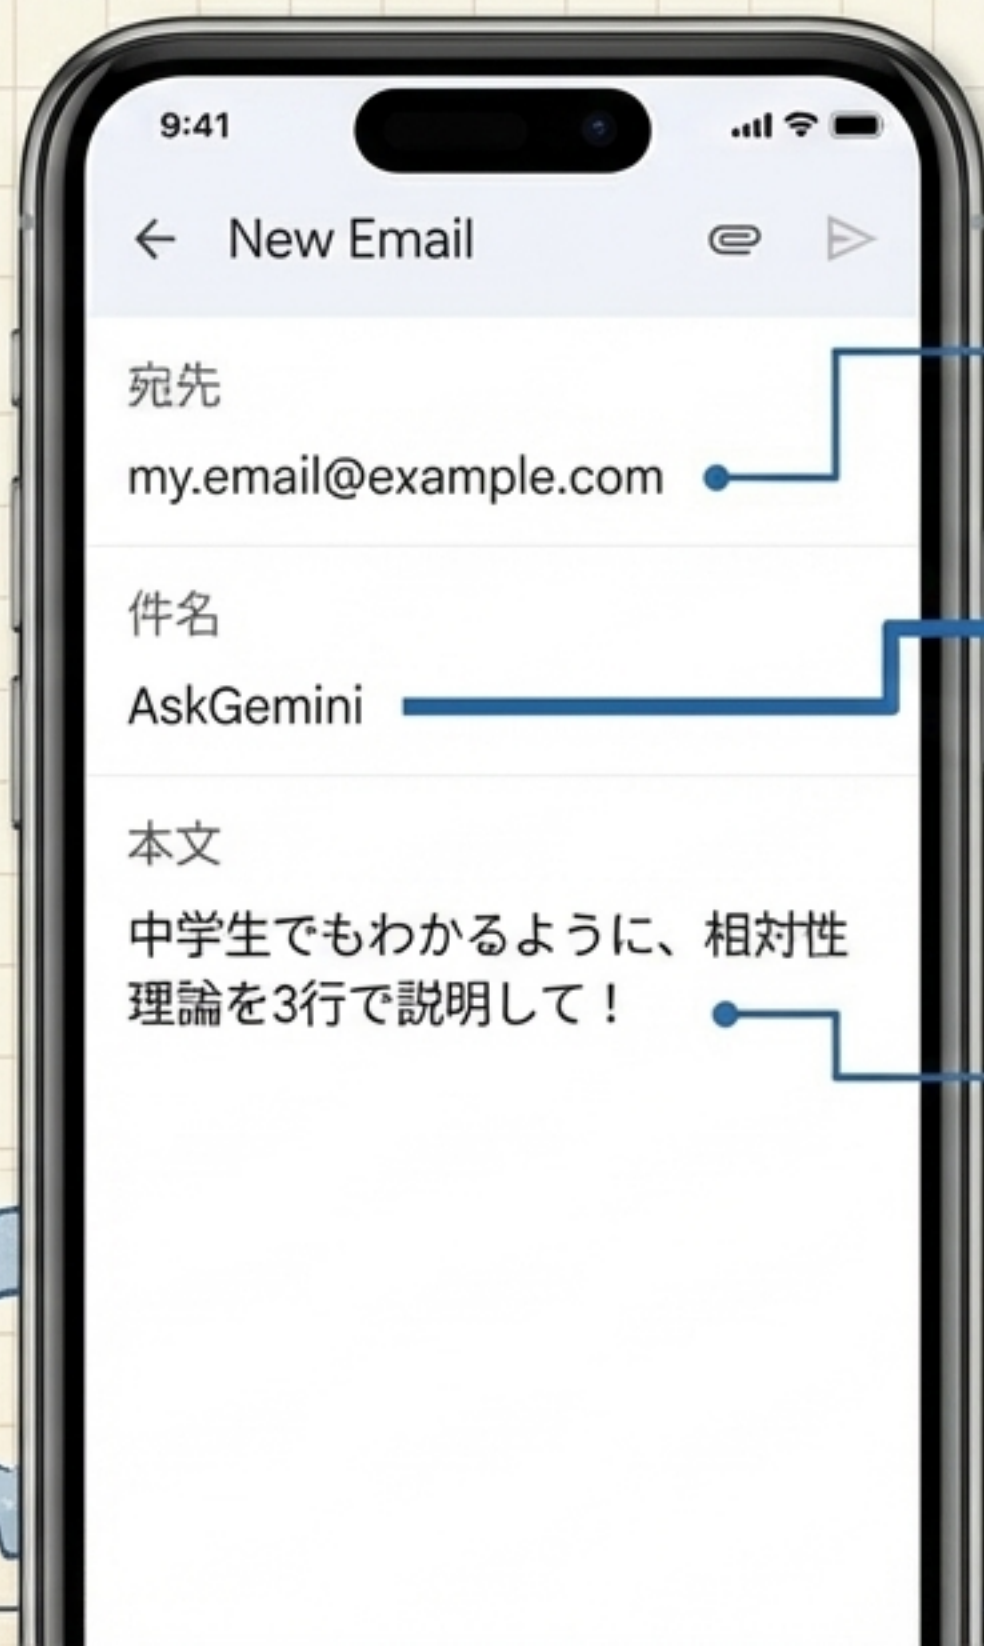 9:41
New Email
宛先
my.email@example.com
件名
AskGemini
本文
中学生でもわかるように、相対性
理論を3行で説明して！